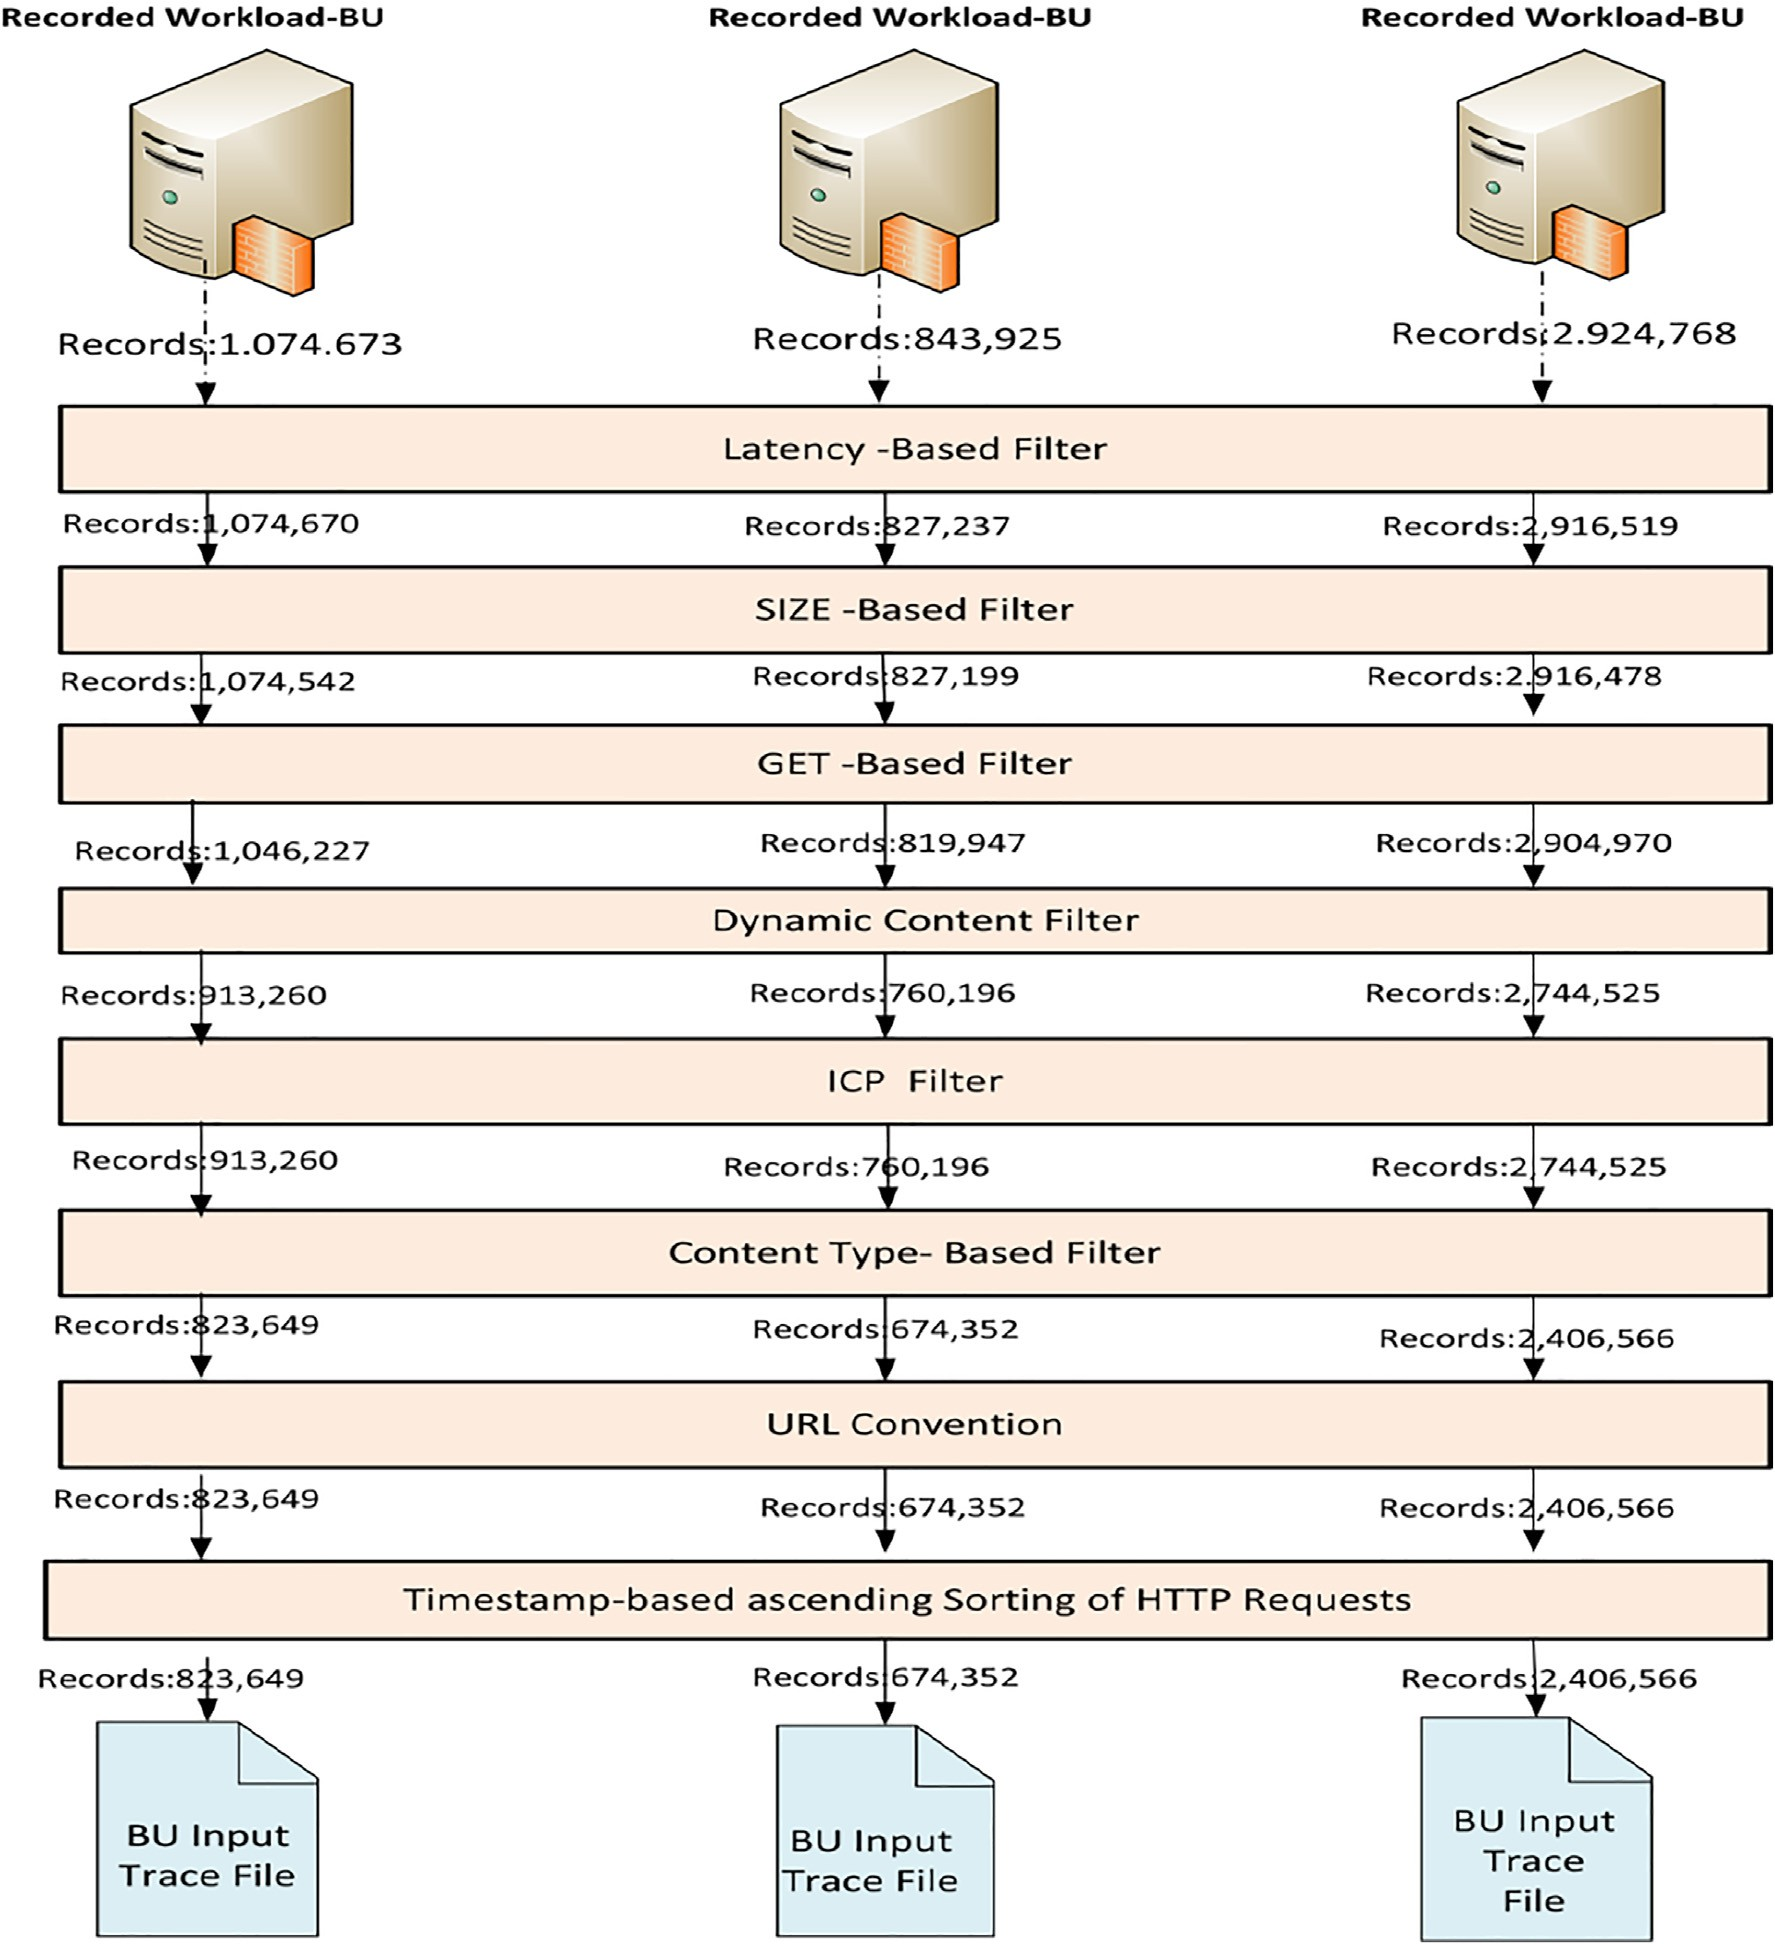 Recorded Workload-BU
Recorded Workload-BU
Recorded Workload-BU
Records:1.074.673
Records:843,925
Records:2.924,768
Latency -Based Filter
Records:1,074,670
Records:827,237
Records:2,916,519
SIZE -Based Filter
Records:1,074,542
Records:827,199
Records:2.916,478
GET -Based Filter
Records:1,046,227
Records:819,947
Records:2,904,970
Dynamic Content Filter
Records:913,260
Records:760,196
Records:2,744,525
ICP Filter
Records:913,260
Records:760,196
Records:2,744,525
Content Type- Based Filter
Records:823,649
Records:674,352
Records:2,406,566
URL Convention
Records:823,649
Records:674,352
Records:2,406,566
Timestamp-based ascending Sorting of HTTP Requests
Records:823,649
Records:674,352
Records:2,406,566
BU Input
Trace File
BU Input
Trace File
BU Input
Trace
File